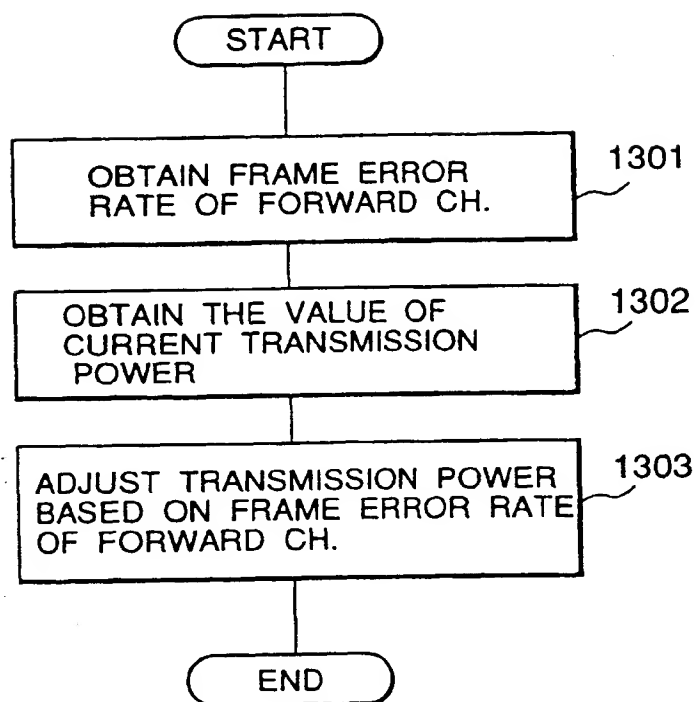 START
OBTAIN FRAME ERROR
RATE OF FORWARD CH.
1301
OBTAIN THE VALUE OF
CURRENT TRANSMISSION
POWER
1302
ADJUST TRANSMISSION POWER
BASED ON FRAME ERROR RATE
OF FORWARD CH.
1303
END